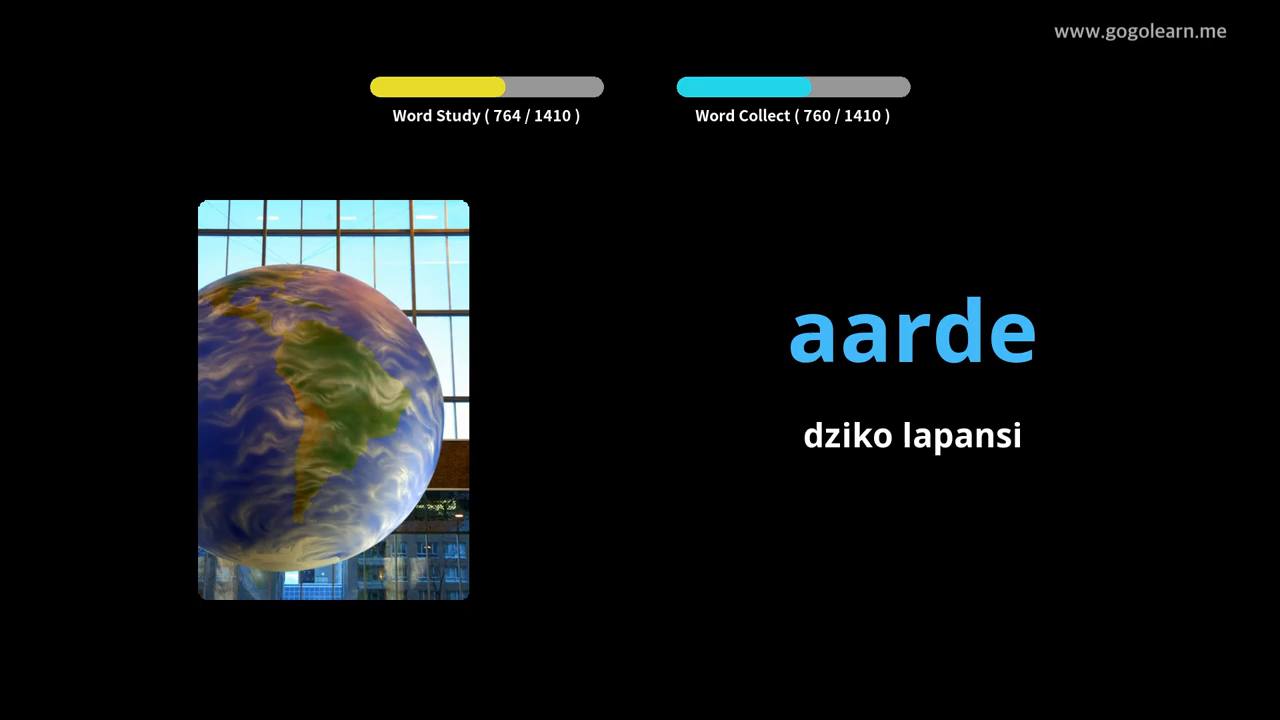 www.gogolearn.me
Word Study ( 764 / 1410 )
Word Collect ( 760 / 1410 )
aarde
dziko lapansi